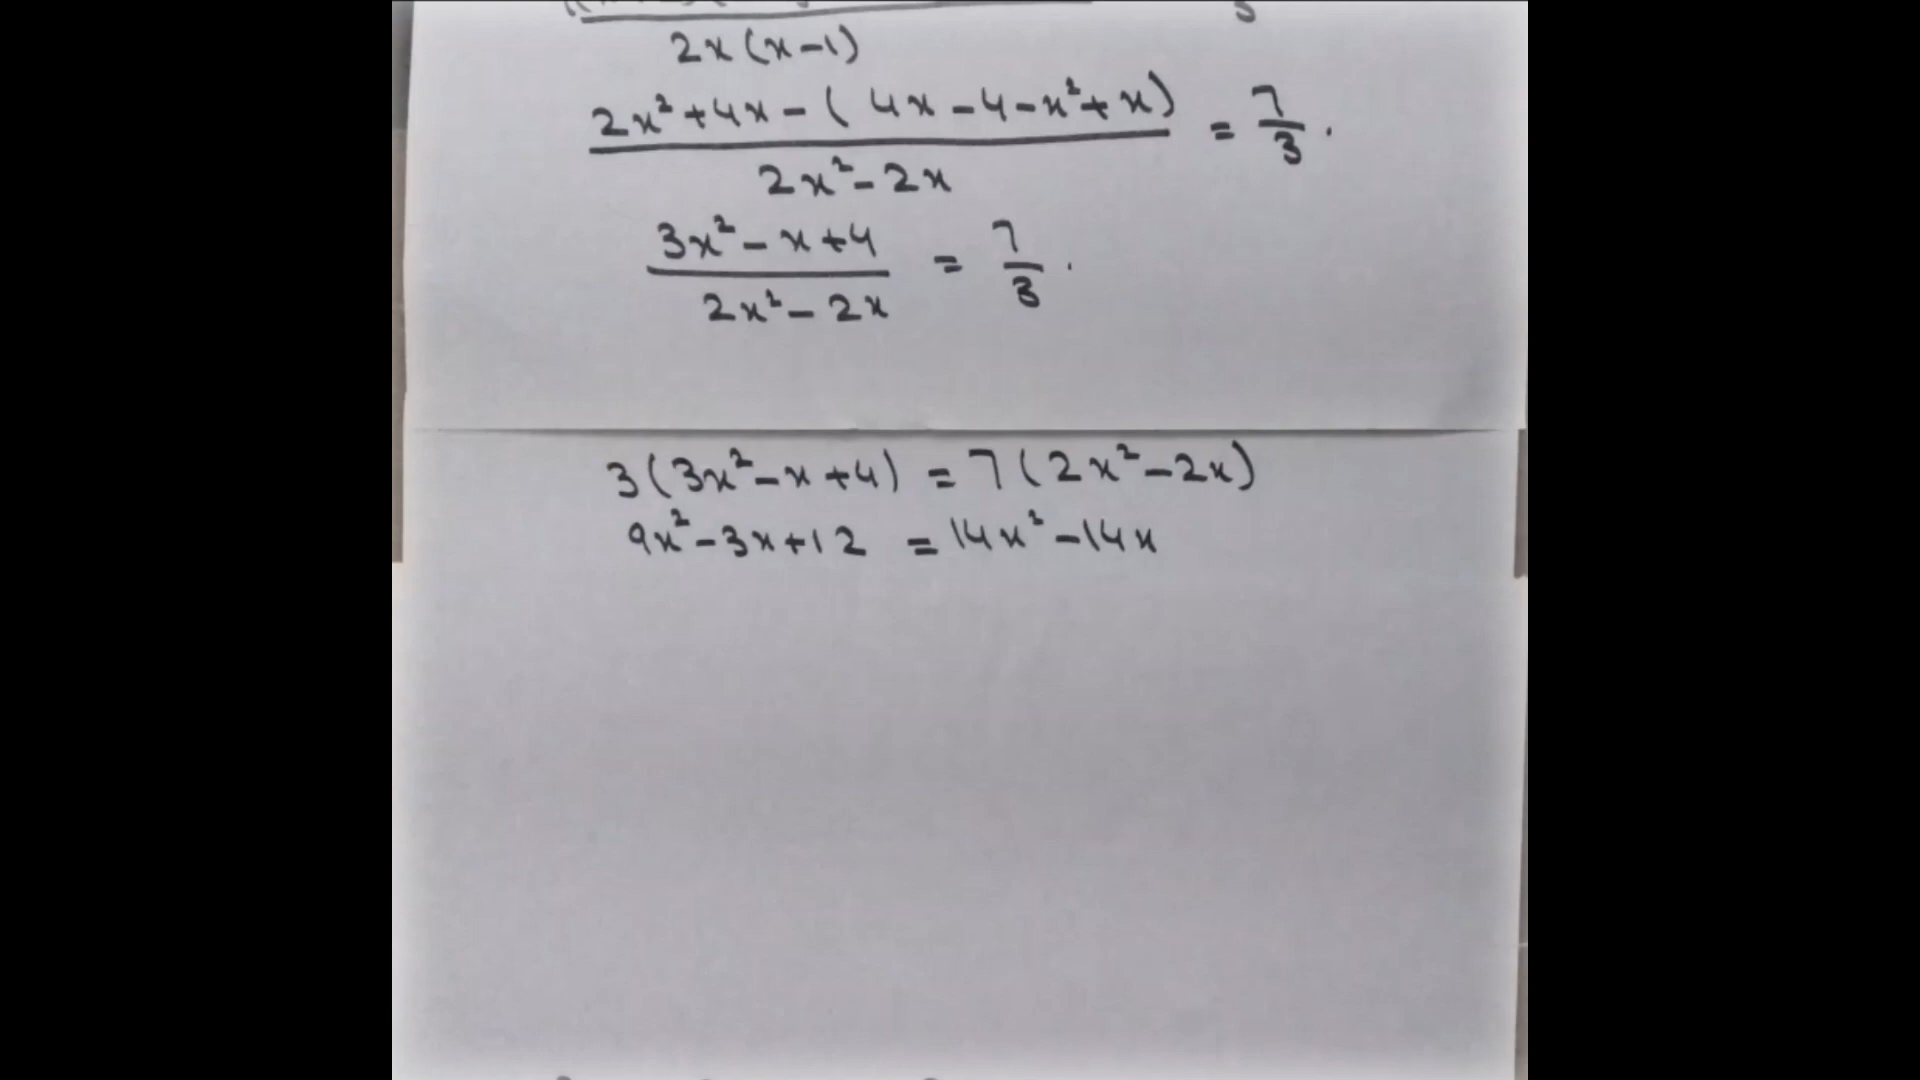 2x(x-1)
2x²+4x-(4x-4-x²+x) / 2x²-2x = 7/3.
3x²-x+4 / 2x²-2x = 7/3.
3(3x²-x+4) = 7(2x²-2x)
9x²-3x+12 = 14x²-14x